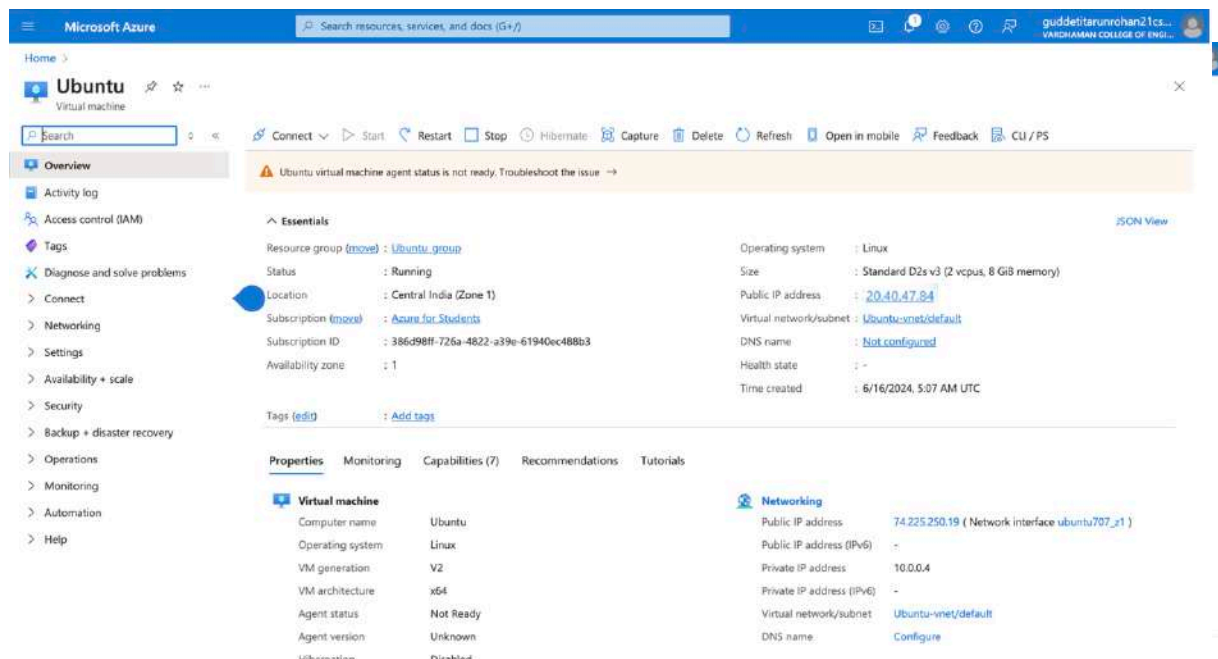 Microsoft Azure
Search resources, services, and docs (G+/)
guddetitarunrohan21cs...
VARDHAMAN COLLEGE OF ENGI...
Home >
Ubuntu
Virtual machine
Search
Connect Start Restart Stop Hibernate Capture Delete Refresh Open in mobile Feedback CLI / PS
Overview
Activity log
Access control (IAM)
Tags
Diagnose and solve problems
Connect
Networking
Settings
Availability + scale
Security
Backup + disaster recovery
Operations
Monitoring
Automation
Help
Ubuntu virtual machine agent status is not ready. Troubleshoot the issue →
Essentials
JSON View
Resource group (move) : Ubuntu_group
Status : Running
Location : Central India (Zone 1)
Subscription (move) : Azure for Students
Subscription ID : 386d98ff-726a-4822-a39e-61940ec488b3
Availability zone : 1
Operating system : Linux
Size : Standard D2s v3 (2 vcpus, 8 GiB memory)
Public IP address : 20.40.47.84
Virtual network/subnet : Ubuntu-vnet/default
DNS name : Not configured
Health state : -
Time created : 6/16/2024, 5:07 AM UTC
Tags (edit) : Add tags
Properties Monitoring Capabilities (7) Recommendations Tutorials
Virtual machine
Computer name Ubuntu
Operating system Linux
VM generation V2
VM architecture x64
Agent status Not Ready
Agent version Unknown
Hibernation Disabled
Networking
Public IP address 74.225.250.19 ( Network interface ubuntu707_z1 )
Public IP address (IPv6) -
Private IP address 10.0.0.4
Private IP address (IPv6) -
Virtual network/subnet Ubuntu-vnet/default
DNS name Configure